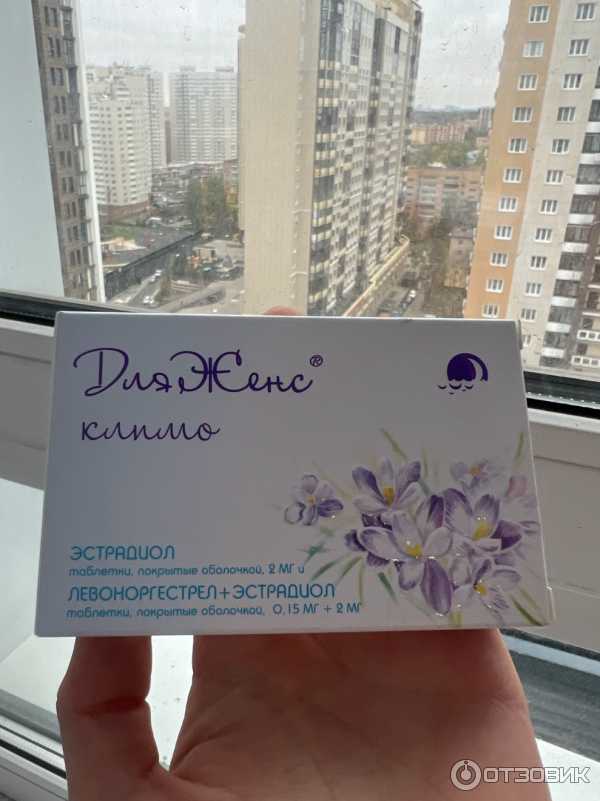 ДляЖенс®
климо
ЭСТРАДИОЛ
таблетки, покрытые оболочкой, 2 мг и
ЛЕВОНОРГЕСТРЕЛ+ЭСТРАДИОЛ
таблетки, покрытые оболочкой, 0,15 мг + 2 мг
ОТЗОВИК